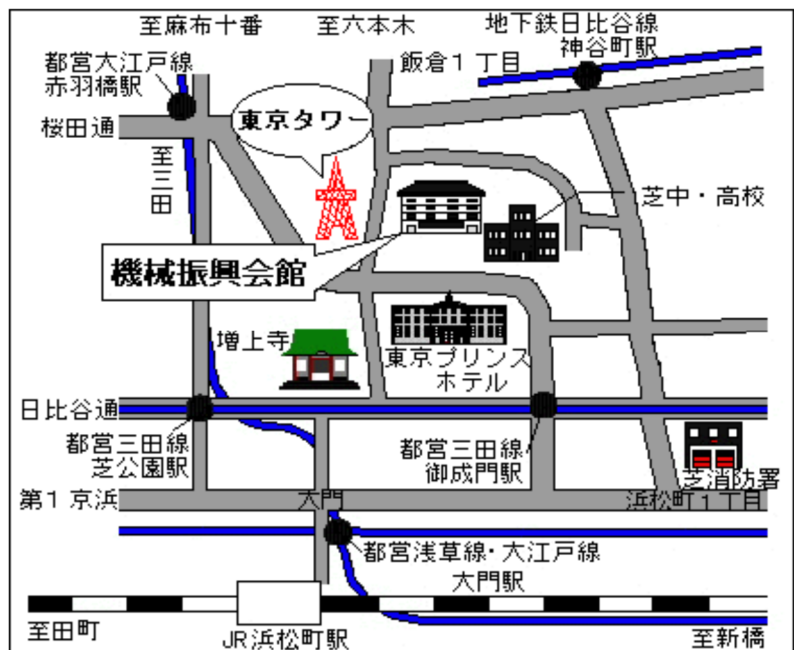 至麻布十番
至六本木
地下鉄日比谷線
神谷町駅
都営大江戸線
赤羽橋駅
飯倉1丁目
桜田通
東京タワー
至三田
芝中・高校
機械振興会館
増上寺
東京プリンス
ホテル
日比谷通
都営三田線
芝公園駅
都営三田線
御成門駅
芝消防署
第1京浜
大門
浜松町1丁目
都営浅草線・大江戸線
大門駅
至田町
JR浜松町駅
至新橋